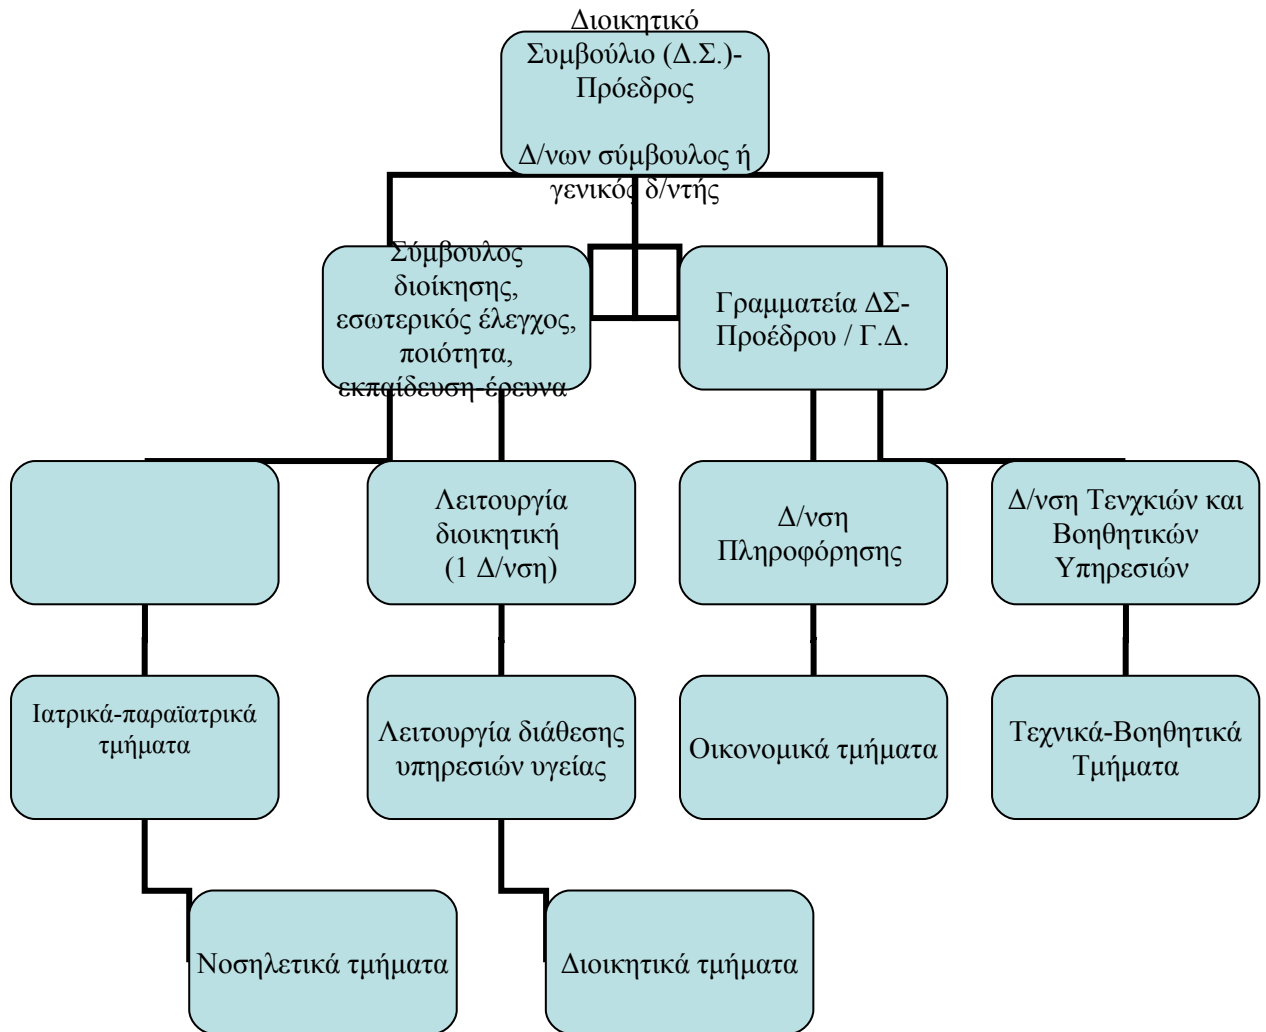 Διοικητικό
Συμβούλιο (Δ.Σ.)-
Πρόεδρος
Δ/νων σύμβουλος ή
γενικός δ/ντής
Σύμβουλος
διοίκησης,
εσωτερικός έλεγχος,
ποιότητα,
εκπαίδευση-έρευνα
Γραμματεία ΔΣ-
Προέδρου / Γ.Δ.
Λειτουργία
διοικητική
(1 Δ/νση)
Δ/νση
Πληροφόρησης
Δ/νση Τενχκιών και
Βοηθητικών
Υπηρεσιών
Ιατρικά-παραϊατρικά
τμήματα
Λειτουργία διάθεσης
υπηρεσιών υγείας
Οικονομικά τμήματα
Τεχνικά-Βοηθητικά
Τμήματα
Νοσηλετικά τμήματα
Διοικητικά τμήματα